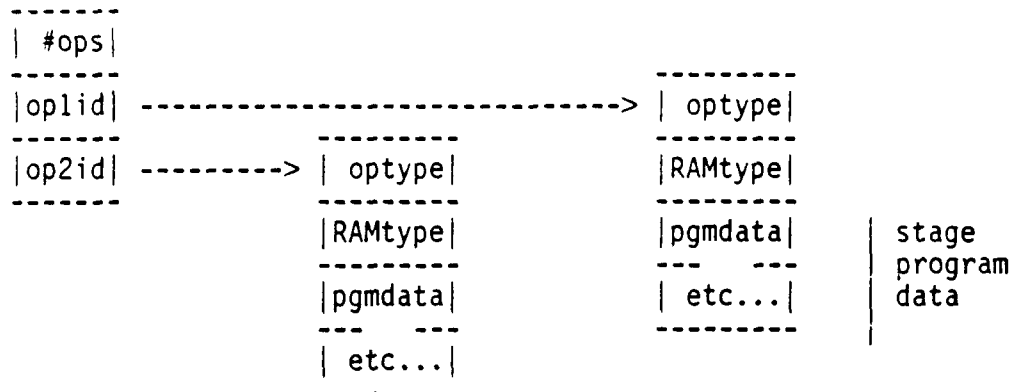 -------
| #ops|
------- ---------
|op1id| ------------------------------> | optype|
------- --------- ---------
|op2id| ---------> | optype| |RAMtype|
------- --------- ---------
|RAMtype| |pgmdata| | stage
--------- --- --- | program
|pgmdata| | etc...| | data
--- --- --------- |
| etc...|